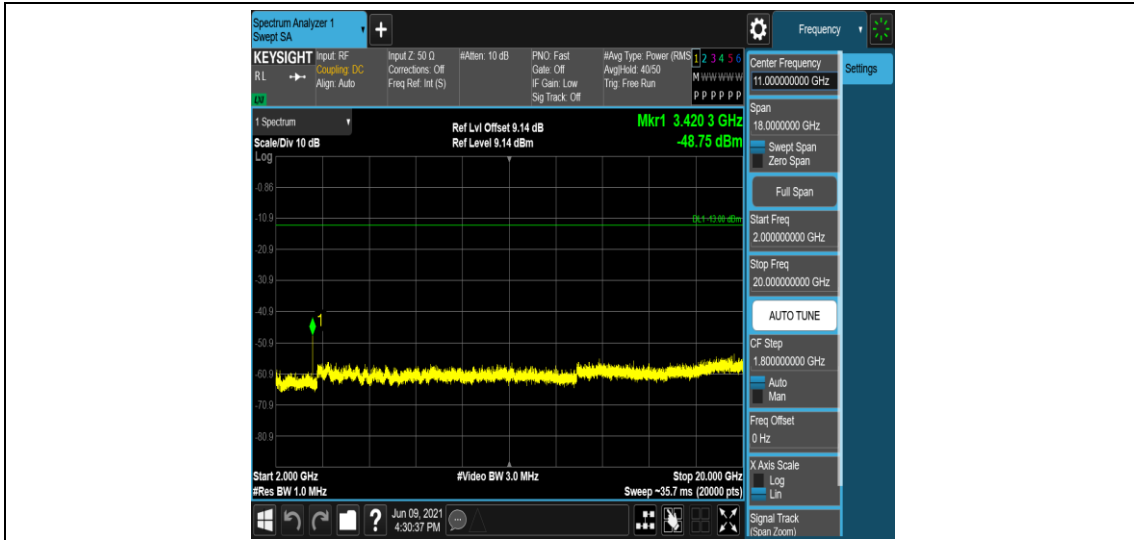 Spectrum Analyzer 1
Swept SA
Frequency
KEYSIGHT
RL
Input: RF
Coupling: DC
Align: Auto
Input Z: 50 Ω
Corrections: Off
Freq Ref: Int (S)
#Atten: 10 dB
PNO: Fast
Gate: Off
IF Gain: Low
Sig Track: Off
#Avg Type: Power (RMS
Avg|Hold: 40/50
Trig: Free Run
1 2 3 4 5 6
M W W W W W
P P P P P P
1 Spectrum
Scale/Div 10 dB
Log
Ref Lvl Offset 9.14 dB
Ref Level 9.14 dBm
Mkr1 3.420 3 GHz
-48.75 dBm
-0.86
-10.9
DL1 -13.00 dBm
-20.9
-30.9
-40.9
1
-50.9
-60.9
-70.9
-80.9
Start 2.000 GHz
#Video BW 3.0 MHz
Stop 20.000 GHz
#Res BW 1.0 MHz
Sweep ~35.7 ms (20000 pts)
Jun 09, 2021
4:30:37 PM
Center Frequency
11.000000000 GHz
Settings
Span
18.0000000 GHz
Swept Span
Zero Span
Full Span
Start Freq
2.000000000 GHz
Stop Freq
20.000000000 GHz
AUTO TUNE
CF Step
1.800000000 GHz
Auto
Man
Freq Offset
0 Hz
X Axis Scale
Log
Lin
Signal Track
(Span Zoom)